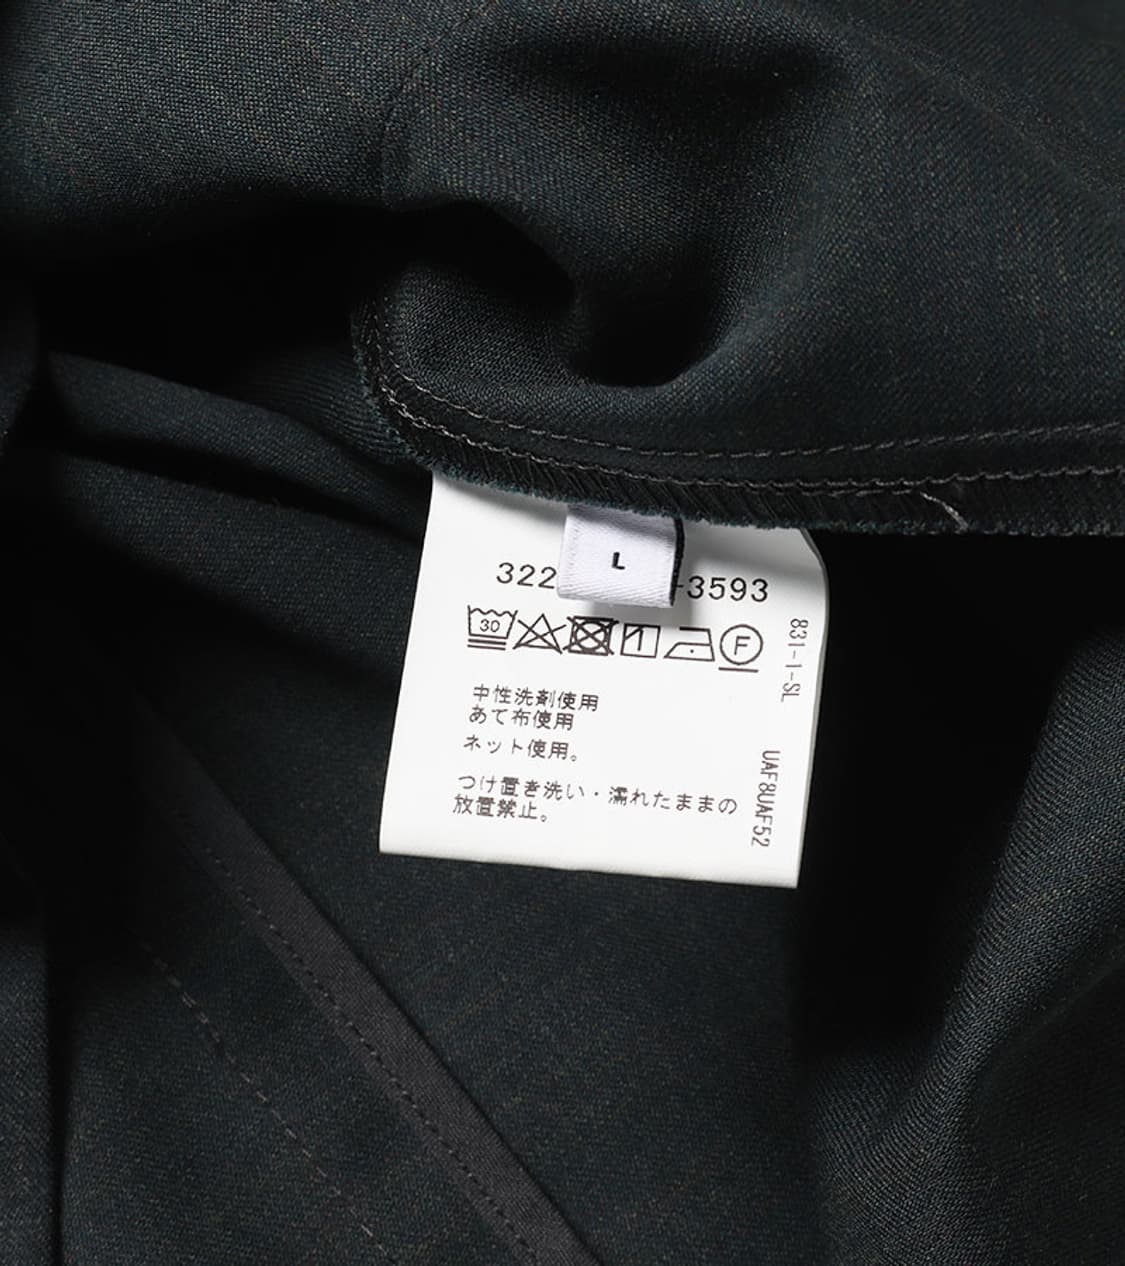 L
322 -3593
30 F
中性洗剤使用
あて布使用
ネット使用。
つけ置き洗い・濡れたままの
放置禁止。
831-1-SL
UAF8UAF52